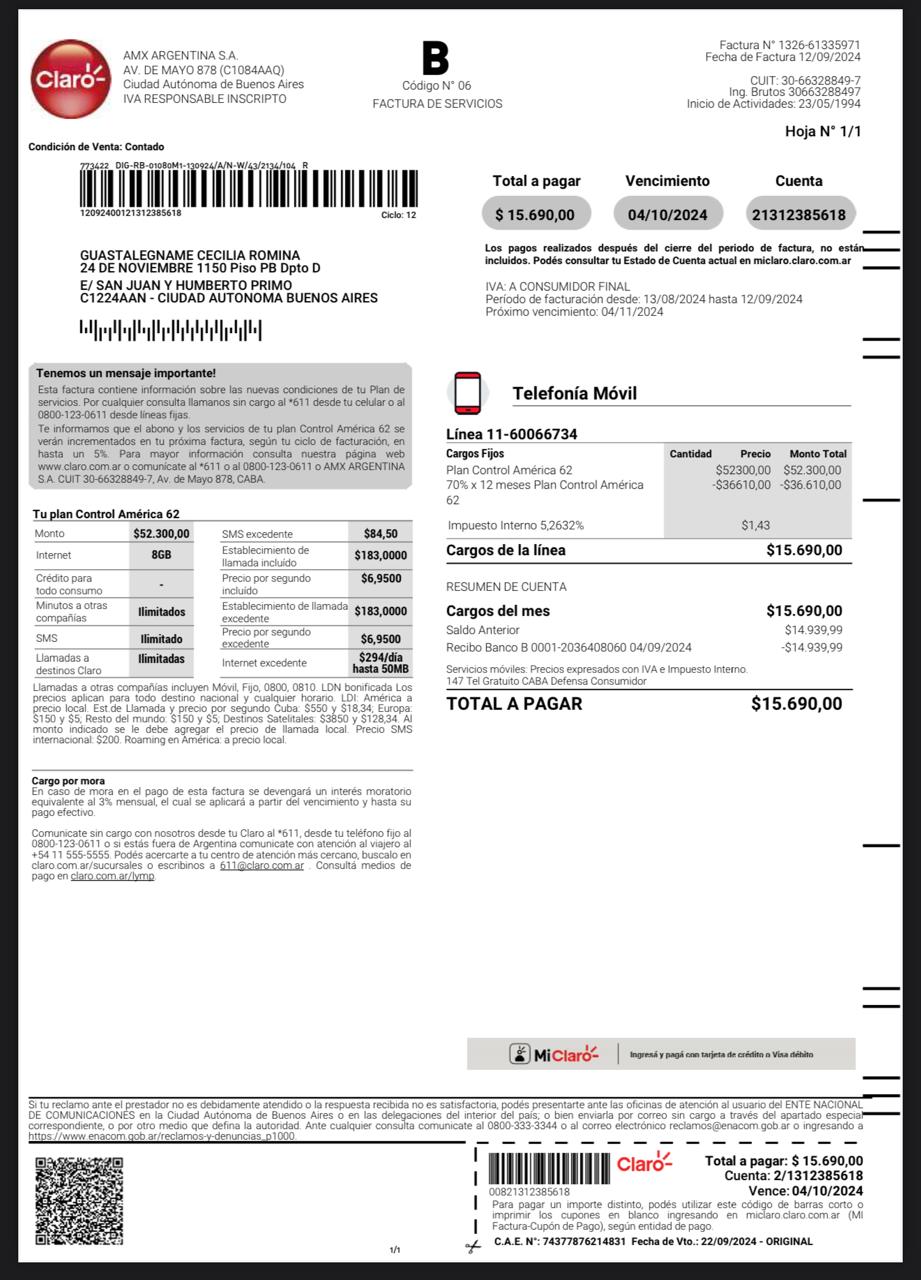 Claro
AMX ARGENTINA S.A.
AV. DE MAYO 878 (C1084AAQ)
Ciudad Autónoma de Buenos Aires
IVA RESPONSABLE INSCRIPTO
B
Código N° 06
FACTURA DE SERVICIOS
Factura N° 1326-61335971
Fecha de Factura 12/09/2024
CUIT: 30-66328849-7
Ing. Brutos 30663288497
Inicio de Actividades: 23/05/1994
Hoja N° 1/1
Condición de Venta: Contado
773422 DIG-RB-01080M1-130924/A/N-W/43/2134/104 R
12092400121312385618
Ciclo: 12
Total a pagar Vencimiento Cuenta
$ 15.690,00 04/10/2024 21312385618
Los pagos realizados después del cierre del periodo de factura, no están
incluidos. Podés consultar tu Estado de Cuenta actual en miclaro.claro.com.ar
GUASTALEGNAME CECILIA ROMINA
24 DE NOVIEMBRE 1150 Piso PB Dpto D
E/ SAN JUAN Y HUMBERTO PRIMO
C1224AAN - CIUDAD AUTONOMA BUENOS AIRES
IVA: A CONSUMIDOR FINAL
Período de facturación desde: 13/08/2024 hasta 12/09/2024
Próximo vencimiento: 04/11/2024
Tenemos un mensaje importante!
Esta factura contiene información sobre las nuevas condiciones de tu Plan de
servicios. Por cualquier consulta llamanos sin cargo al *611 desde tu celular o al
0800-123-0611 desde líneas fijas.
Te informamos que el abono y los servicios de tu plan Control América 62 se
verán incrementados en tu próxima factura, según tu ciclo de facturación, en
hasta un 5%. Para mayor información consulta nuestra página web
www.claro.com.ar o comunícate al *611 o al 0800-123-0611 o AMX ARGENTINA
S.A. CUIT 30-66328849-7, Av. de Mayo 878, CABA.
Tu plan Control América 62
Monto $52.300,00 SMS excedente $84,50
Internet 8GB Establecimiento de
llamada incluído $183,0000
Crédito para
todo consumo - Precio por segundo
incluído $6,9500
Minutos a otras
compañías Ilimitados Establecimiento de llamada
excedente $183,0000
SMS Ilimitado Precio por segundo
excedente $6,9500
Llamadas a
destinos Claro Ilimitadas Internet excedente $294/día
hasta 50MB
Llamadas a otras compañías incluyen Móvil, Fijo, 0800, 0810. LDN bonificada Los
precios aplican para todo destino nacional y cualquier horario. LDI: América a
precio local. Est.de Llamada y precio por segundo Cuba: $550 y $18,34; Europa:
$150 y $5; Resto del mundo: $150 y $5; Destinos Satelitales: $3850 y $128,34. Al
monto indicado se le debe agregar el precio de llamada local. Precio SMS
internacional: $200. Roaming en América: a precio local.
Cargo por mora
En caso de mora en el pago de esta factura se devengará un interés moratorio
equivalente al 3% mensual, el cual se aplicará a partir del vencimiento y hasta su
pago efectivo.
Comunicate sin cargo con nosotros desde tu Claro al *611, desde tu teléfono fijo al
0800-123-0611 o si estás fuera de Argentina comunicate con atención al viajero al
+54 11 555-5555. Podés acercarte a tu centro de atención más cercano, buscalo en
claro.com.ar/sucursales o escribinos a 611@claro.com.ar . Consultá medios de
pago en claro.com.ar/lymp.
Telefonía Móvil
Línea 11-60066734
Cargos Fijos Cantidad Precio Monto Total
Plan Control América 62 $52300,00 $52.300,00
70% x 12 meses Plan Control América -$36610,00 -$36.610,00
62
Impuesto Interno 5,2632% $1,43
Cargos de la línea $15.690,00
RESUMEN DE CUENTA
Cargos del mes $15.690,00
Saldo Anterior $14.939,99
Recibo Banco B 0001-2036408060 04/09/2024 -$14.939,99
Servicios móviles: Precios expresados con IVA e Impuesto Interno.
147 Tel Gratuito CABA Defensa Consumidor
TOTAL A PAGAR $15.690,00
MiClaro Ingresá y pagá con tarjeta de crédito o Visa débito
Si tu reclamo ante el prestador no es debidamente atendido o la respuesta recibida no es satisfactoria, podés presentarte ante las oficinas de atención al usuario del ENTE NACIONAL
DE COMUNICACIONES en la Ciudad Autónoma de Buenos Aires o en las delegaciones del interior del país; o bien enviarla por correo sin cargo a través del apartado especial
correspondiente, o por otro medio que defina la autoridad. Ante cualquier consulta comunicate al 0800-333-3344 o al correo electrónico reclamos@enacom.gob.ar o ingresando a
https://www.enacom.gob.ar/reclamos-y-denuncias_p1000.
1/1
00821312385618
Claro
Total a pagar: $ 15.690,00
Cuenta: 2/1312385618
Vence: 04/10/2024
Para pagar un importe distinto, podés utilizar este código de barras corto o
imprimir los cupones en blanco ingresando en miclaro.claro.com.ar (MI
Factura-Cupón de Pago), según entidad de pago.
C.A.E. N°: 74377876214831 Fecha de Vto.: 22/09/2024 - ORIGINAL